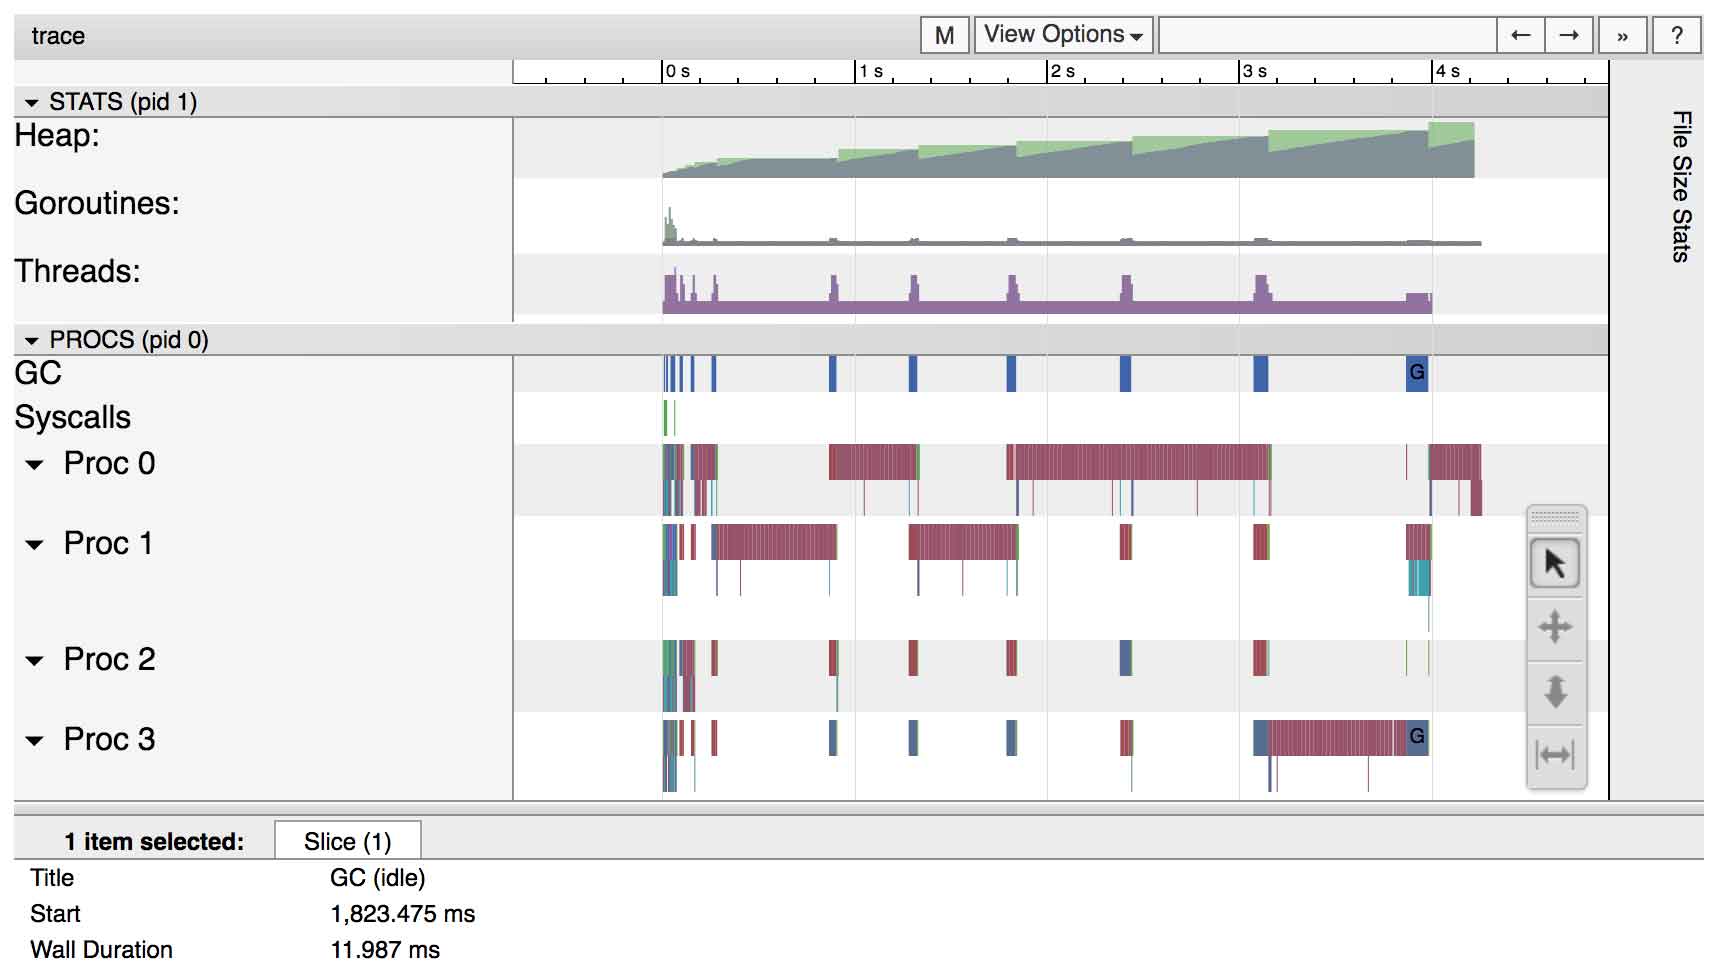 trace M View Options ← → » ?
0 s 1 s 2 s 3 s 4 s
STATS (pid 1)
Heap:
Goroutines:
Threads:
PROCS (pid 0)
GC G
Syscalls
Proc 0
Proc 1
Proc 2
Proc 3 G
File Size Stats
1 item selected: Slice (1)
Title GC (idle)
Start 1,823.475 ms
Wall Duration 11.987 ms